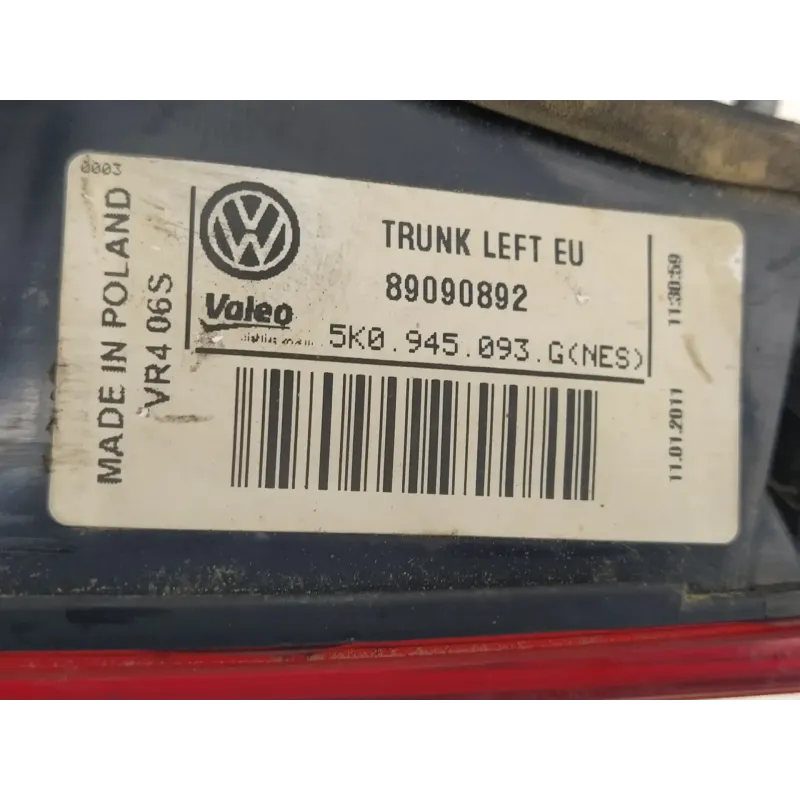 0003
MADE IN POLAND
VR4 06S
Valeo
TRUNK LEFT EU
89090892
5K0.945.093.G(NES)
11.01.2011 11:30:59